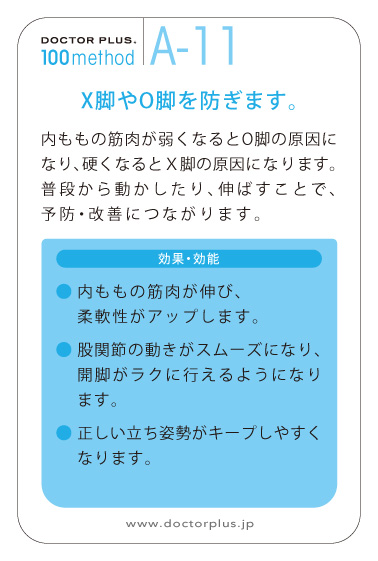 DOCTOR PLUS.
100method
A-11
X脚やO脚を防ぎます。
内ももの筋肉が弱くなるとO脚の原因に
なり、硬くなるとX脚の原因になります。
普段から動かしたり、伸ばすことで、
予防・改善につながります。
効果・効能
● 内ももの筋肉が伸び、
柔軟性がアップします。
● 股関節の動きがスムーズになり、
開脚がラクに行えるようになり
ます。
● 正しい立ち姿勢がキープしやすく
なります。
www.doctorplus.jp